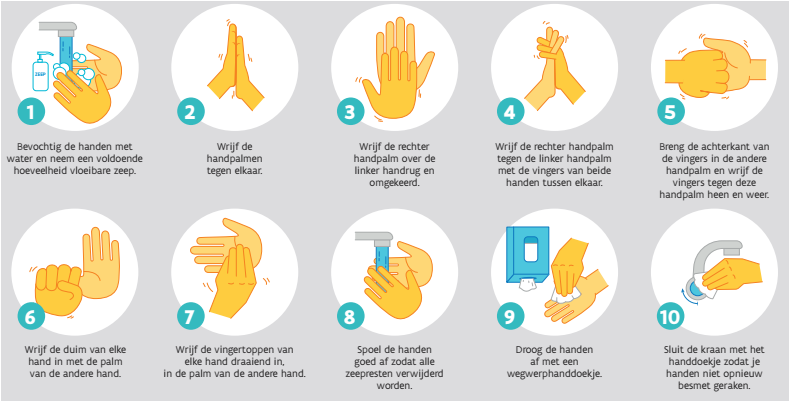 ZEEP
1
Bevochtig de handen met
water en neem een voldoende
hoeveelheid vloeibare zeep.
2
Wrijf de
handpalmen
tegen elkaar.
3
Wrijf de rechter
handpalm over de
linker handrug en
omgekeerd.
4
Wrijf de rechter handpalm
tegen de linker handpalm
met de vingers van beide
handen tussen elkaar.
5
Breng de achterkant van
de vingers in de andere
handpalm en wrijf de
vingers tegen deze
handpalm heen en weer.
6
Wrijf de duim van elke
hand in met de palm
van de andere hand.
7
Wrijf de vingertoppen van
elke hand draaiend in,
in de palm van de andere hand.
8
Spoel de handen
goed af zodat alle
zeepresten verwijderd
worden.
9
Droog de handen
af met een
wegwerphanddoekje.
10
Sluit de kraan met het
handdoekje zodat je
handen niet opnieuw
besmet geraken.